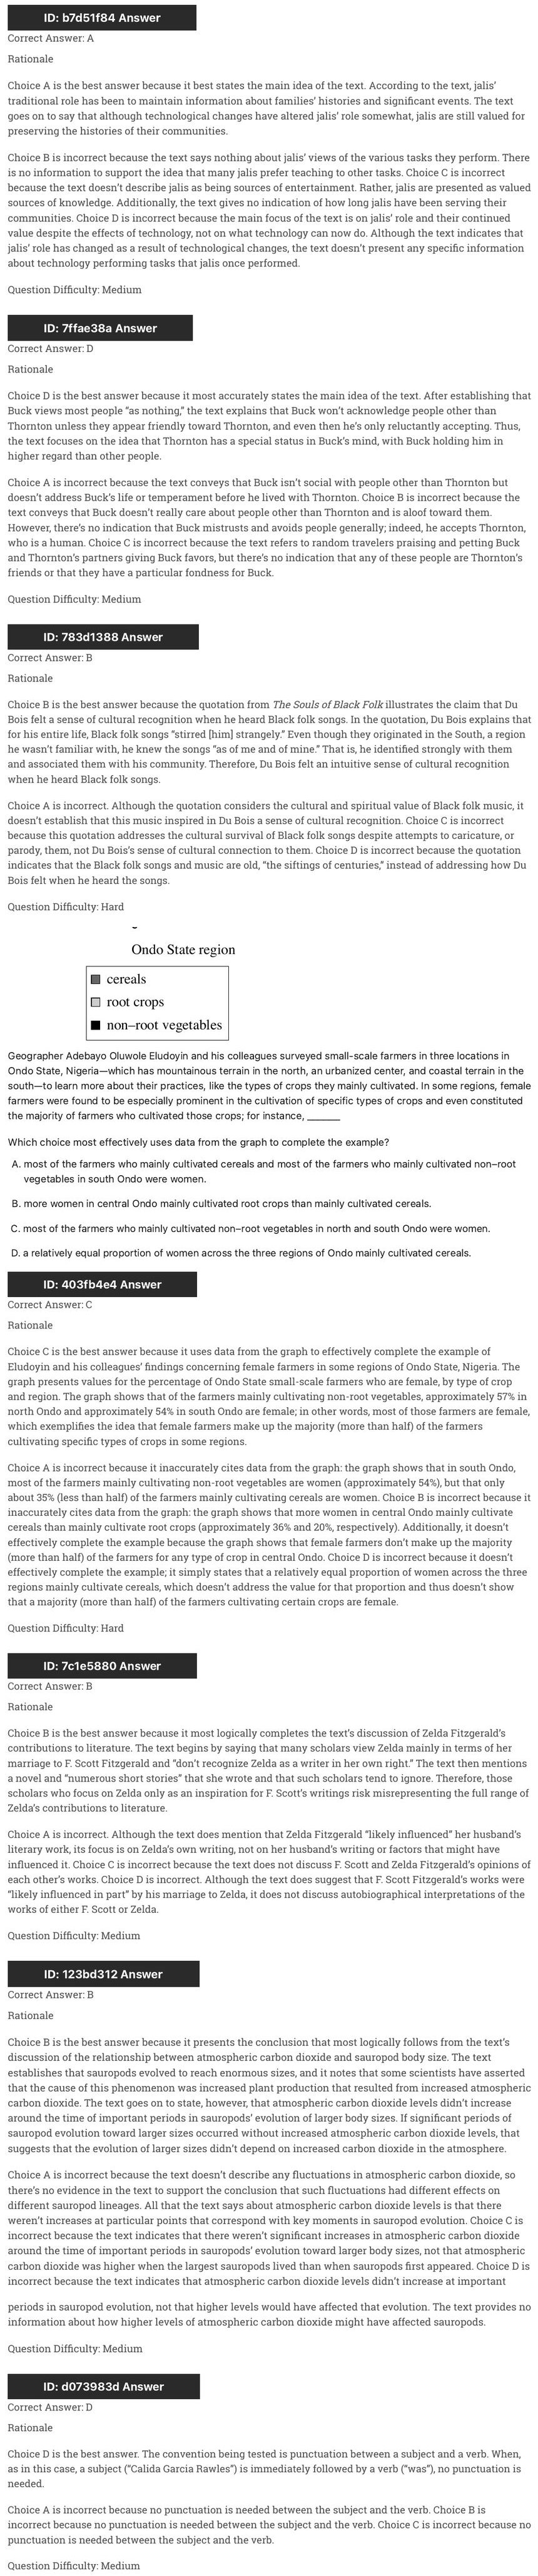 ID: b7d51f84 Answer
Correct Answer: A
Rationale
Choice A is the best answer because it best states the main idea of the text. According to the text, jalis’
traditional role has been to maintain information about families’ histories and significant events. The text
goes on to say that although technological changes have altered jalis’ role somewhat, jalis are still valued for
preserving the histories of their communities.
Choice B is incorrect because the text says nothing about jalis’ views of the various tasks they perform. There
is no information to support the idea that many jalis prefer teaching to other tasks. Choice C is incorrect
because the text doesn’t describe jalis as being sources of entertainment. Rather, jalis are presented as valued
sources of knowledge. Additionally, the text gives no indication of how long jalis have been serving their
communities. Choice D is incorrect because the main focus of the text is on jalis’ role and their continued
value despite the effects of technology, not on what technology can now do. Although the text indicates that
jalis’ role has changed as a result of technological changes, the text doesn’t present any specific information
about technology performing tasks that jalis once performed.
Question Difficulty: Medium
ID: 7ffae38a Answer
Correct Answer: D
Rationale
Choice D is the best answer because it most accurately states the main idea of the text. After establishing that
Buck views most people “as nothing,” the text explains that Buck won’t acknowledge people other than
Thornton unless they appear friendly toward Thornton, and even then he’s only reluctantly accepting. Thus,
the text focuses on the idea that Thornton has a special status in Buck’s mind, with Buck holding him in
higher regard than other people.
Choice A is incorrect because the text conveys that Buck isn’t social with people other than Thornton but
doesn’t address Buck’s life or temperament before he lived with Thornton. Choice B is incorrect because the
text conveys that Buck doesn’t really care about people other than Thornton and is aloof toward them.
However, there’s no indication that Buck mistrusts and avoids people generally; indeed, he accepts Thornton,
who is a human. Choice C is incorrect because the text refers to random travelers praising and petting Buck
and Thornton’s partners giving Buck favors, but there’s no indication that any of these people are Thornton’s
friends or that they have a particular fondness for Buck.
Question Difficulty: Medium
ID: 783d1388 Answer
Correct Answer: B
Rationale
Choice B is the best answer because the quotation from The Souls of Black Folk illustrates the claim that Du
Bois felt a sense of cultural recognition when he heard Black folk songs. In the quotation, Du Bois explains that
for his entire life, Black folk songs “stirred [him] strangely.” Even though they originated in the South, a region
he wasn’t familiar with, he knew the songs “as of me and of mine.” That is, he identified strongly with them
and associated them with his community. Therefore, Du Bois felt an intuitive sense of cultural recognition
when he heard Black folk songs.
Choice A is incorrect. Although the quotation considers the cultural and spiritual value of Black folk music, it
doesn’t establish that this music inspired in Du Bois a sense of cultural recognition. Choice C is incorrect
because this quotation addresses the cultural survival of Black folk songs despite attempts to caricature, or
parody, them, not Du Bois’s sense of cultural connection to them. Choice D is incorrect because the quotation
indicates that the Black folk songs and music are old, “the siftings of centuries,” instead of addressing how Du
Bois felt when he heard the songs.
Question Difficulty: Hard
Ondo State region
cereals
root crops
non–root vegetables
Geographer Adebayo Oluwole Eludoyin and his colleagues surveyed small-scale farmers in three locations in
Ondo State, Nigeria—which has mountainous terrain in the north, an urbanized center, and coastal terrain in the
south—to learn more about their practices, like the types of crops they mainly cultivated. In some regions, female
farmers were found to be especially prominent in the cultivation of specific types of crops and even constituted
the majority of farmers who cultivated those crops; for instance, ______
Which choice most effectively uses data from the graph to complete the example?
A. most of the farmers who mainly cultivated cereals and most of the farmers who mainly cultivated non–root
vegetables in south Ondo were women.
B. more women in central Ondo mainly cultivated root crops than mainly cultivated cereals.
C. most of the farmers who mainly cultivated non–root vegetables in north and south Ondo were women.
D. a relatively equal proportion of women across the three regions of Ondo mainly cultivated cereals.
ID: 403fb4e4 Answer
Correct Answer: C
Rationale
Choice C is the best answer because it uses data from the graph to effectively complete the example of
Eludoyin and his colleagues’ findings concerning female farmers in some regions of Ondo State, Nigeria. The
graph presents values for the percentage of Ondo State small-scale farmers who are female, by type of crop
and region. The graph shows that of the farmers mainly cultivating non-root vegetables, approximately 57% in
north Ondo and approximately 54% in south Ondo are female; in other words, most of those farmers are female,
which exemplifies the idea that female farmers make up the majority (more than half) of the farmers
cultivating specific types of crops in some regions.
Choice A is incorrect because it inaccurately cites data from the graph: the graph shows that in south Ondo,
most of the farmers mainly cultivating non-root vegetables are women (approximately 54%), but that only
about 35% (less than half) of the farmers mainly cultivating cereals are women. Choice B is incorrect because it
inaccurately cites data from the graph: the graph shows that more women in central Ondo mainly cultivate
cereals than mainly cultivate root crops (approximately 36% and 20%, respectively). Additionally, it doesn’t
effectively complete the example because the graph shows that female farmers don’t make up the majority
(more than half) of the farmers for any type of crop in central Ondo. Choice D is incorrect because it doesn’t
effectively complete the example; it simply states that a relatively equal proportion of women across the three
regions mainly cultivate cereals, which doesn’t address the value for that proportion and thus doesn’t show
that a majority (more than half) of the farmers cultivating certain crops are female.
Question Difficulty: Hard
ID: 7c1e5880 Answer
Correct Answer: B
Rationale
Choice B is the best answer because it most logically completes the text’s discussion of Zelda Fitzgerald’s
contributions to literature. The text begins by saying that many scholars view Zelda mainly in terms of her
marriage to F. Scott Fitzgerald and “don’t recognize Zelda as a writer in her own right.” The text then mentions
a novel and “numerous short stories” that she wrote and that such scholars tend to ignore. Therefore, those
scholars who focus on Zelda only as an inspiration for F. Scott’s writings risk misrepresenting the full range of
Zelda’s contributions to literature.
Choice A is incorrect. Although the text does mention that Zelda Fitzgerald “likely influenced” her husband’s
literary work, its focus is on Zelda’s own writing, not on her husband’s writing or factors that might have
influenced it. Choice C is incorrect because the text does not discuss F. Scott and Zelda Fitzgerald’s opinions of
each other’s works. Choice D is incorrect. Although the text does suggest that F. Scott Fitzgerald’s works were
“likely influenced in part” by his marriage to Zelda, it does not discuss autobiographical interpretations of the
works of either F. Scott or Zelda.
Question Difficulty: Medium
ID: 123bd312 Answer
Correct Answer: B
Rationale
Choice B is the best answer because it presents the conclusion that most logically follows from the text’s
discussion of the relationship between atmospheric carbon dioxide and sauropod body size. The text
establishes that sauropods evolved to reach enormous sizes, and it notes that some scientists have asserted
that the cause of this phenomenon was increased plant production that resulted from increased atmospheric
carbon dioxide. The text goes on to state, however, that atmospheric carbon dioxide levels didn’t increase
around the time of important periods in sauropods’ evolution of larger body sizes. If significant periods of
sauropod evolution toward larger sizes occurred without increased atmospheric carbon dioxide levels, that
suggests that the evolution of larger sizes didn’t depend on increased carbon dioxide in the atmosphere.
Choice A is incorrect because the text doesn’t describe any fluctuations in atmospheric carbon dioxide, so
there’s no evidence in the text to support the conclusion that such fluctuations had different effects on
different sauropod lineages. All that the text says about atmospheric carbon dioxide levels is that there
weren’t increases at particular points that correspond with key moments in sauropod evolution. Choice C is
incorrect because the text indicates that there weren’t significant increases in atmospheric carbon dioxide
around the time of important periods in sauropods’ evolution toward larger body sizes, not that atmospheric
carbon dioxide was higher when the largest sauropods lived than when sauropods first appeared. Choice D is
incorrect because the text indicates that atmospheric carbon dioxide levels didn’t increase at important
periods in sauropod evolution, not that higher levels would have affected that evolution. The text provides no
information about how higher levels of atmospheric carbon dioxide might have affected sauropods.
Question Difficulty: Medium
ID: d073983d Answer
Correct Answer: D
Rationale
Choice D is the best answer. The convention being tested is punctuation between a subject and a verb. When,
as in this case, a subject (“Calida Garcia Rawles”) is immediately followed by a verb (“was”), no punctuation is
needed.
Choice A is incorrect because no punctuation is needed between the subject and the verb. Choice B is
incorrect because no punctuation is needed between the subject and the verb. Choice C is incorrect because no
punctuation is needed between the subject and the verb.
Question Difficulty: Medium